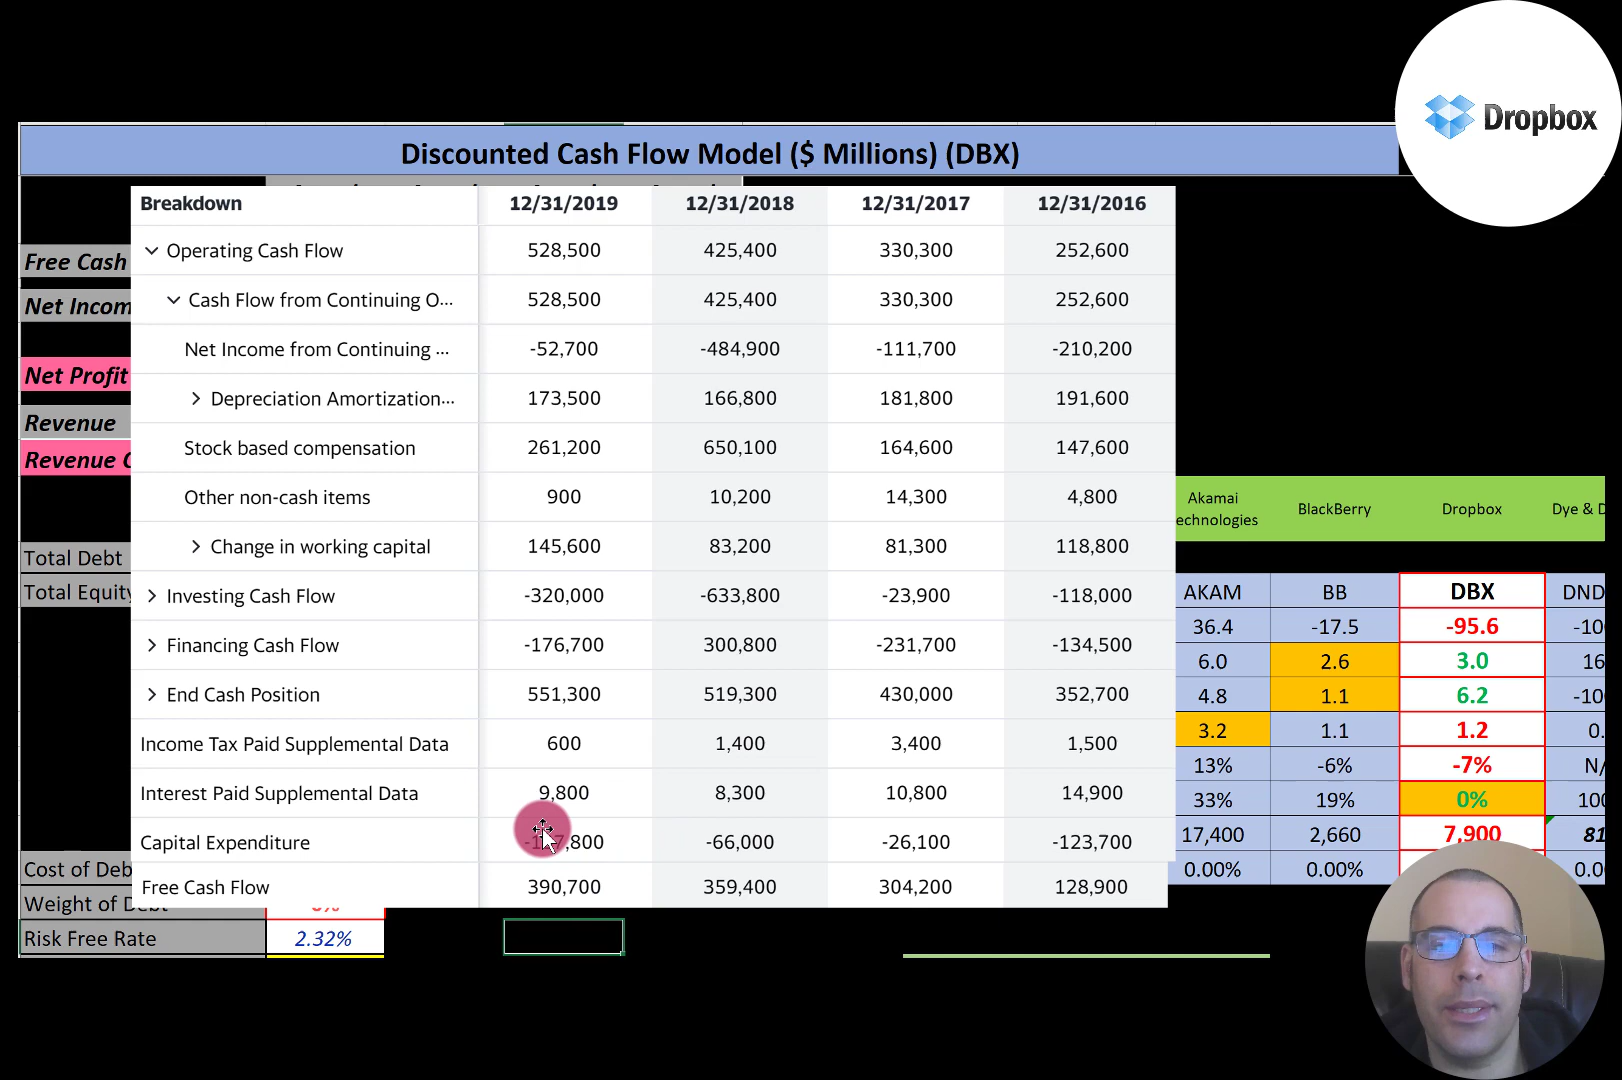 Dropbox
Discounted Cash Flow Model ($ Millions) (DBX)
Breakdown 12/31/2019 12/31/2018 12/31/2017 12/31/2016
Operating Cash Flow 528,500 425,400 330,300 252,600
Free Cash
Cash Flow from Continuing O... 528,500 425,400 330,300 252,600
Net Incom
Net Income from Continuing ... -52,700 -484,900 -111,700 -210,200
Net Profit
Depreciation Amortization... 173,500 166,800 181,800 191,600
Revenue
Stock based compensation 261,200 650,100 164,600 147,600
Revenue
Other non-cash items 900 10,200 14,300 4,800
Akamai
echnologies BlackBerry Dropbox Dye & D
Change in working capital 145,600 83,200 81,300 118,800
Total Debt
Total Equity
Investing Cash Flow -320,000 -633,800 -23,900 -118,000
AKAM BB DBX DND
36.4 -17.5 -95.6 -10
Financing Cash Flow -176,700 300,800 -231,700 -134,500
6.0 2.6 3.0 16
End Cash Position 551,300 519,300 430,000 352,700
4.8 1.1 6.2 -10
3.2 1.1 1.2 0.
Income Tax Paid Supplemental Data 600 1,400 3,400 1,500
13% -6% -7% N/
Interest Paid Supplemental Data 9,800 8,300 10,800 14,900
33% 19% 0% 100
17,400 2,660 7,900 81
Capital Expenditure -66,000 -26,100 -123,700
Cost of Deb 0.00% 0.00% 0.0
Free Cash Flow 390,700 359,400 304,200 128,900
Weight of Debt
Risk Free Rate 2.32%